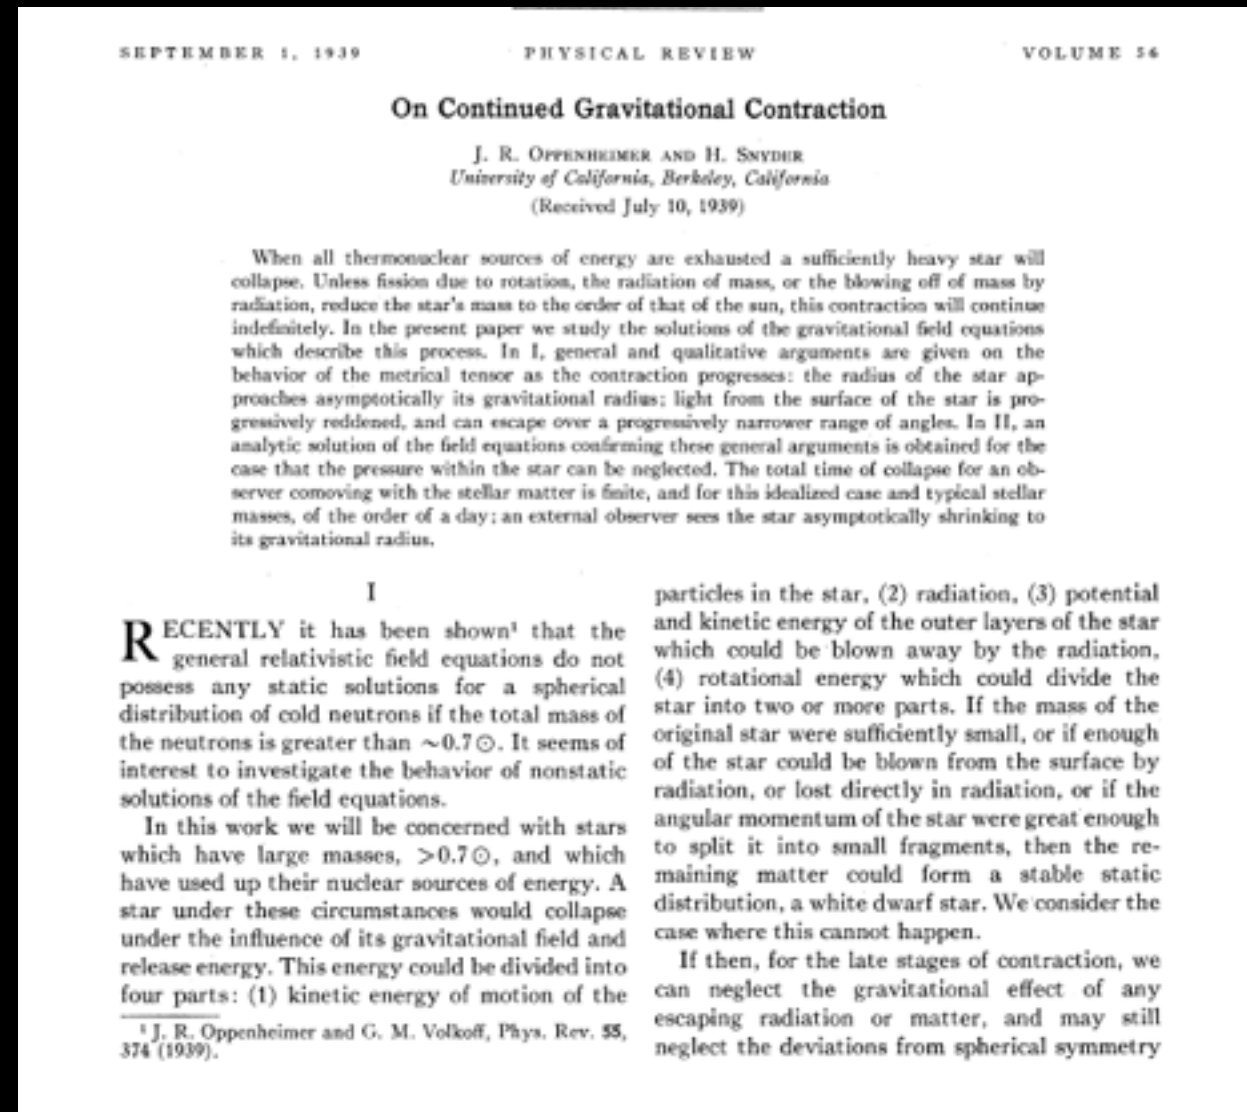 SEPTEMBER 1, 1939 PHYSICAL REVIEW VOLUME 56
On Continued Gravitational Contraction
J. R. OPPENHEIMER AND H. SNYDER
University of California, Berkeley, California
(Received July 10, 1939)
When all thermonuclear sources of energy are exhausted a sufficiently heavy star will
collapse. Unless fission due to rotation, the radiation of mass, or the blowing off of mass by
radiation, reduce the star's mass to the order of that of the sun, this contraction will continue
indefinitely. In the present paper we study the solutions of the gravitational field equations
which describe this process. In I, general and qualitative arguments are given on the
behavior of the metrical tensor as the contraction progresses: the radius of the star ap-
proaches asymptotically its gravitational radius; light from the surface of the star is pro-
gressively reddened, and can escape over a progressively narrower range of angles. In II, an
analytic solution of the field equations confirming these general arguments is obtained for the
case that the pressure within the star can be neglected. The total time of collapse for an ob-
server comoving with the stellar matter is finite, and for this idealized case and typical stellar
masses, of the order of a day; an external observer sees the star asymptotically shrinking to
its gravitational radius.
I
RECENTLY it has been shown¹ that the
general relativistic field equations do not
possess any static solutions for a spherical
distribution of cold neutrons if the total mass of
the neutrons is greater than ~0.7⊙. It seems of
interest to investigate the behavior of nonstatic
solutions of the field equations.
In this work we will be concerned with stars
which have large masses, >0.7⊙, and which
have used up their nuclear sources of energy. A
star under these circumstances would collapse
under the influence of its gravitational field and
release energy. This energy could be divided into
four parts: (1) kinetic energy of motion of the
¹ J. R. Oppenheimer and G. M. Volkoff, Phys. Rev. 55,
374 (1939).
particles in the star, (2) radiation, (3) potential
and kinetic energy of the outer layers of the star
which could be blown away by the radiation,
(4) rotational energy which could divide the
star into two or more parts. If the mass of the
original star were sufficiently small, or if enough
of the star could be blown from the surface by
radiation, or lost directly in radiation, or if the
angular momentum of the star were great enough
to split it into small fragments, then the re-
maining matter could form a stable static
distribution, a white dwarf star. We consider the
case where this cannot happen.
If then, for the late stages of contraction, we
can neglect the gravitational effect of any
escaping radiation or matter, and may still
neglect the deviations from spherical symmetry